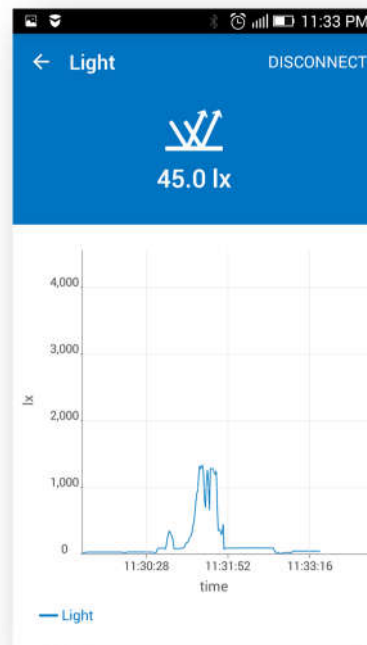 11:33 PM
Light
DISCONNECT
45.0 lx
4,000
3,000
2,000
1,000
0
lx
11:30:28
11:31:52
11:33:16
time
Light